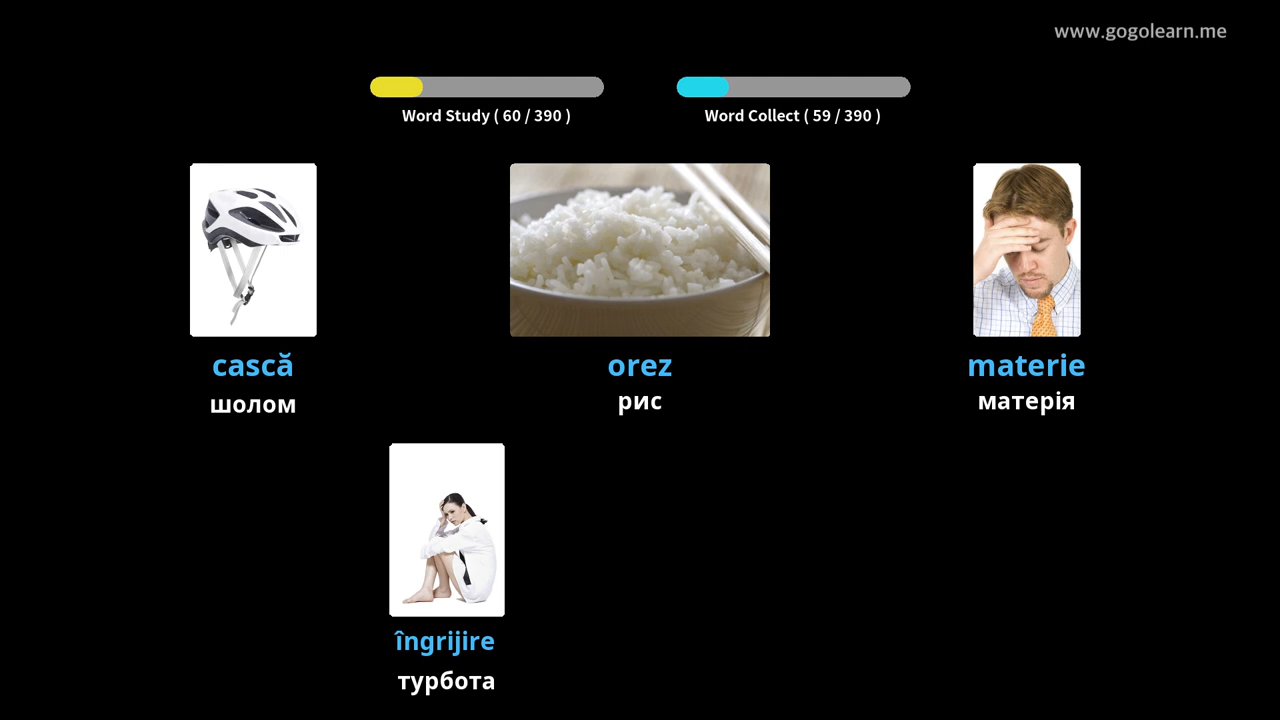 www.gogolearn.me
Word Study ( 60 / 390 )
Word Collect ( 59 / 390 )
cască
шолом
orez
рис
materie
матерія
îngrijire
турбота